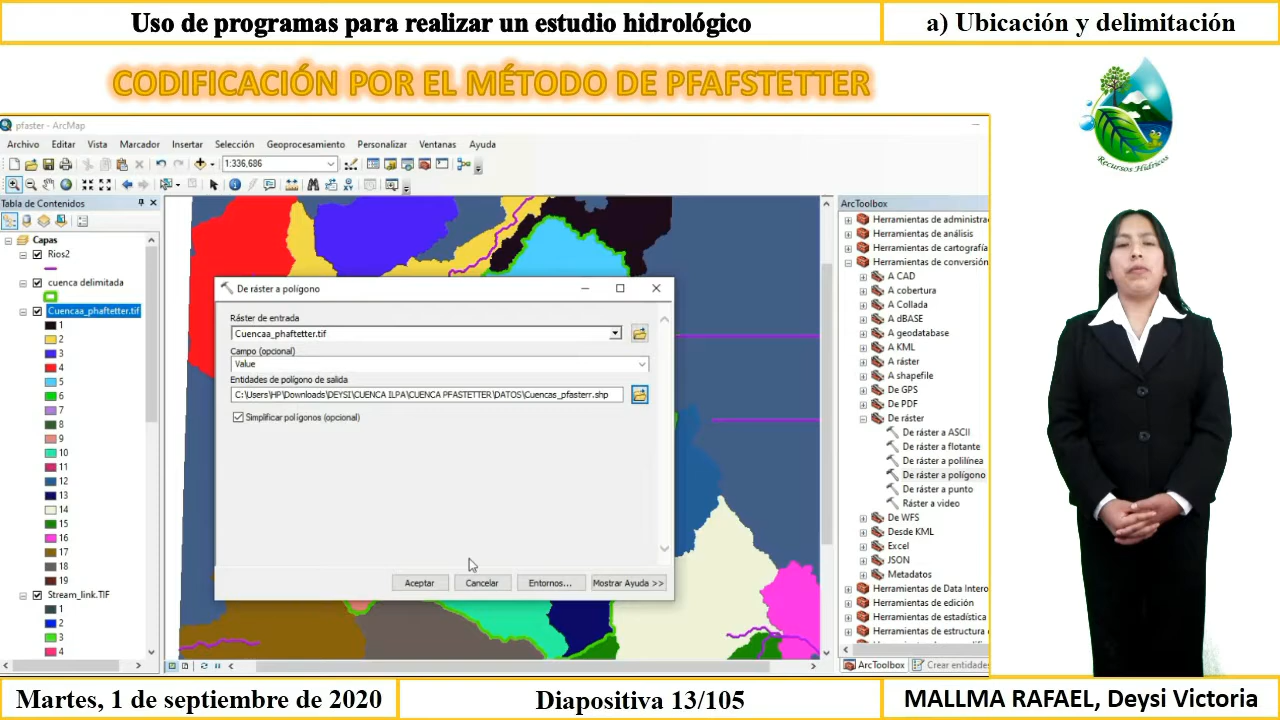 Uso de programas para realizar un estudio hidrológico
a) Ubicación y delimitación
CODIFICACIÓN POR EL MÉTODO DE PFAFSTETTER
Recursos Hídricos
pfaster - ArcMap
Archivo Editar Vista Marcador Insertar Selección Geoprocesamiento Personalizar Ventanas Ayuda
1:336,686
Tabla de Contenidos
Capas
Rios2
cuenca delimitada
Cuencaa_phaftetter.tif
1
2
3
4
5
6
7
8
9
10
11
12
13
14
15
16
17
18
19
Stream_link.TIF
1
2
3
4
De ráster a polígono
Ráster de entrada
Cuencaa_phaftetter.tif
Campo (opcional)
Value
Entidades de polígono de salida
C:\Users\HP\Downloads\DEYSI\CUENCA ILPA\CUENCA PFASTETTER\DATOS\Cuencas_pfasterr.shp
Simplificar polígonos (opcional)
Aceptar Cancelar Entornos... Mostrar Ayuda >>
ArcToolbox
Herramientas de administra
Herramientas de análisis
Herramientas de cartografía
Herramientas de conversión
A CAD
A cobertura
A Collada
A dBASE
A geodatabase
A KML
A ráster
A shapefile
De GPS
De PDF
De ráster
De ráster a ASCII
De ráster a flotante
De ráster a polilínea
De ráster a polígono
De ráster a punto
Ráster a video
De WFS
Desde KML
Excel
JSON
Metadatos
Herramientas de Data Intero
Herramientas de edición
Herramientas de estadística
Herramientas de estructura
ArcToolbox Crear entidades
Martes, 1 de septiembre de 2020
Diapositiva 13/105
MALLMA RAFAEL, Deysi Victoria